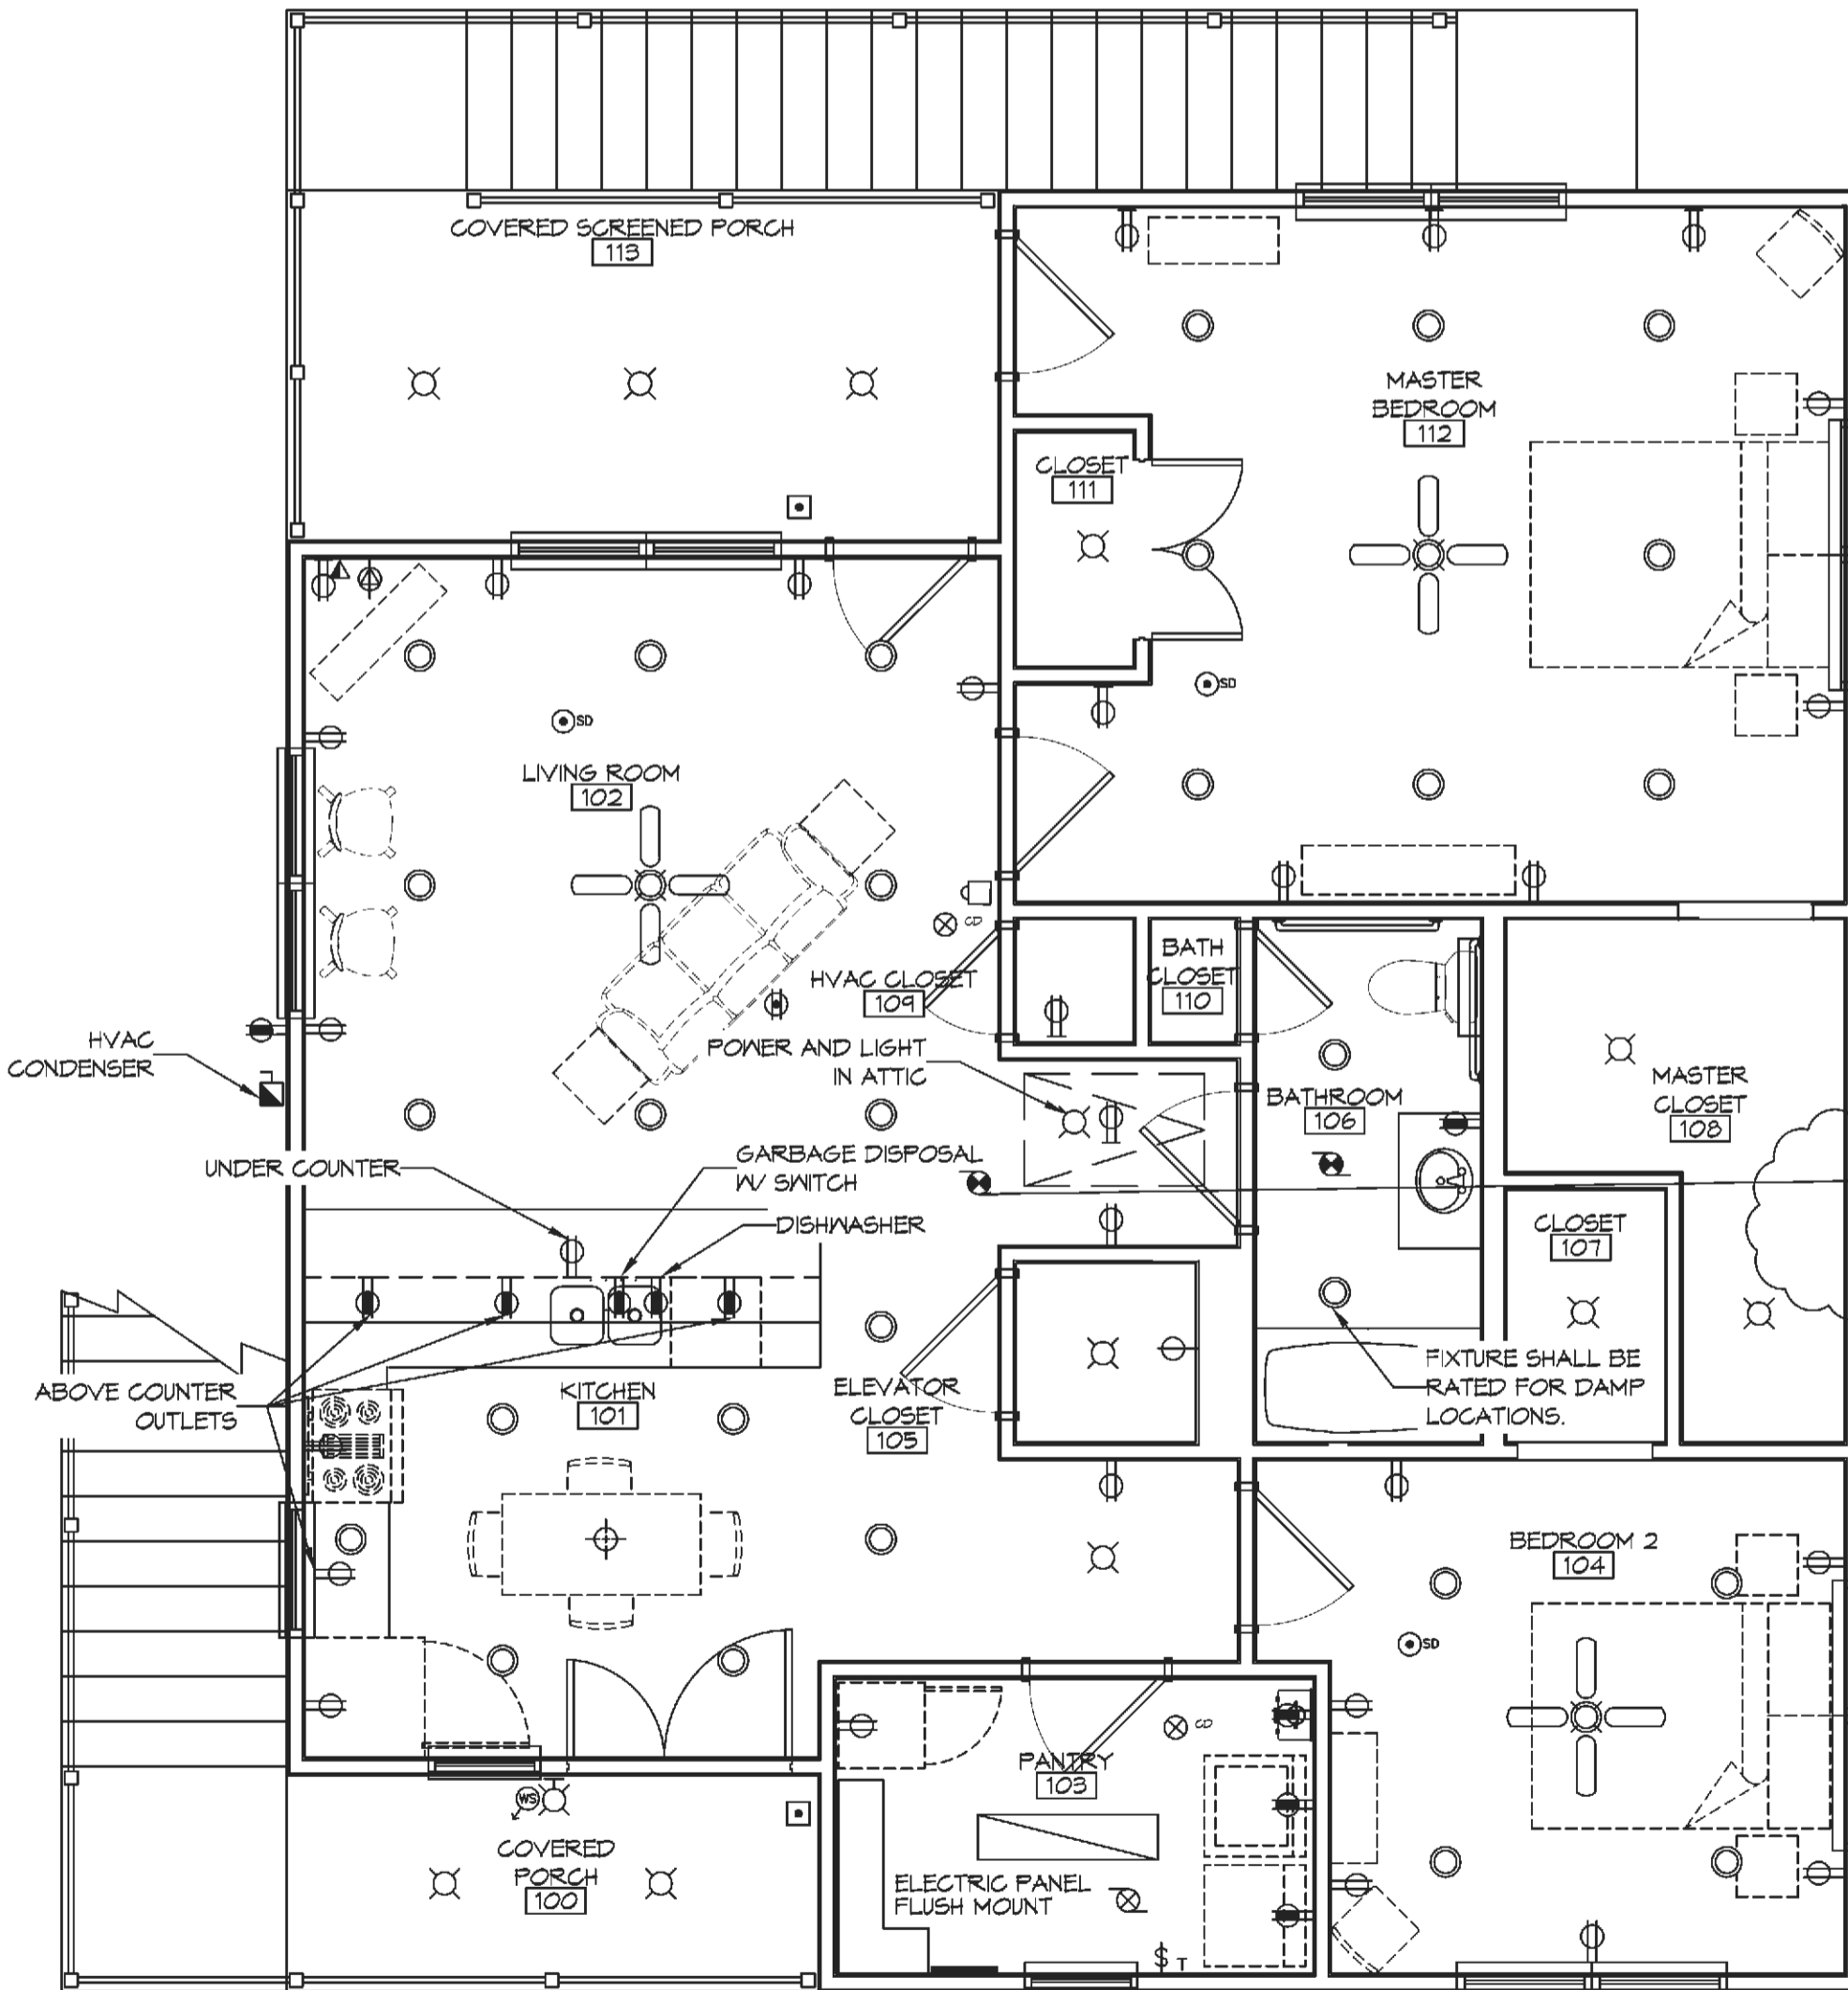 COVERED SCREENED PORCH
113
MASTER
BEDROOM
112
CLOSET
111
SD
SD
LIVING ROOM
102
CD
HVAC CLOSET
109
BATH
CLOSET
110
HVAC
CONDENSER
POWER AND LIGHT
IN ATTIC
BATHROOM
106
MASTER
CLOSET
108
UNDER COUNTER
GARBAGE DISPOSAL
W/ SWITCH
DISHWASHER
CLOSET
107
ABOVE COUNTER
OUTLETS
KITCHEN
101
ELEVATOR
CLOSET
105
FIXTURE SHALL BE
RATED FOR DAMP
LOCATIONS.
BEDROOM 2
104
SD
CD
PANTRY
103
WS
COVERED
PORCH
100
ELECTRIC PANEL
FLUSH MOUNT
$ T